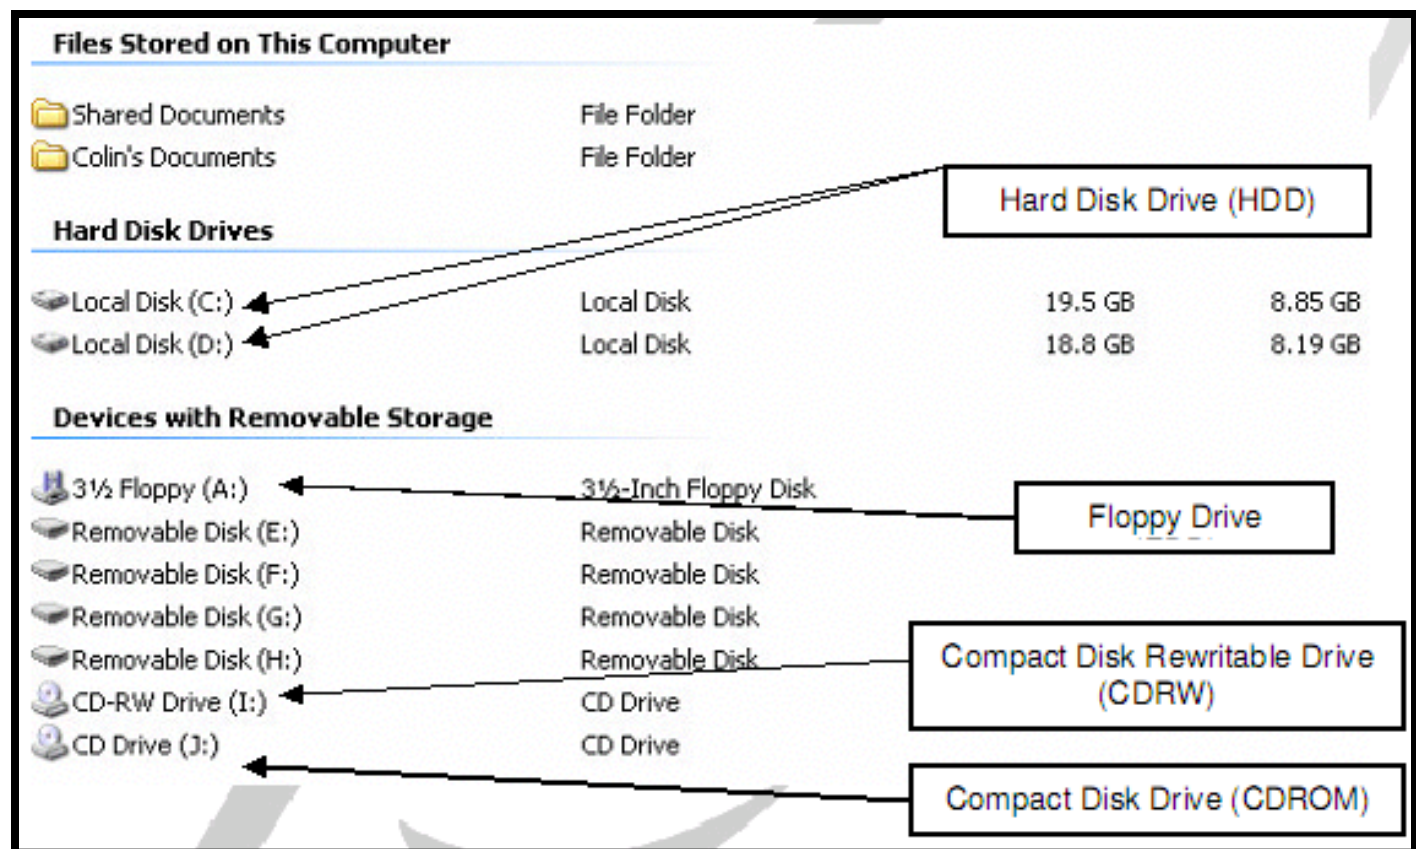 Files Stored on This Computer
Shared Documents File Folder
Colin's Documents File Folder
Hard Disk Drive (HDD)
Hard Disk Drives
Local Disk (C:) Local Disk 19.5 GB 8.85 GB
Local Disk (D:) Local Disk 18.8 GB 8.19 GB
Devices with Removable Storage
3½ Floppy (A:) 3½-Inch Floppy Disk
Floppy Drive
Removable Disk (E:) Removable Disk
Removable Disk (F:) Removable Disk
Removable Disk (G:) Removable Disk
Removable Disk (H:) Removable Disk
Compact Disk Rewritable Drive
(CDRW)
CD-RW Drive (I:) CD Drive
CD Drive (J:) CD Drive
Compact Disk Drive (CDROM)